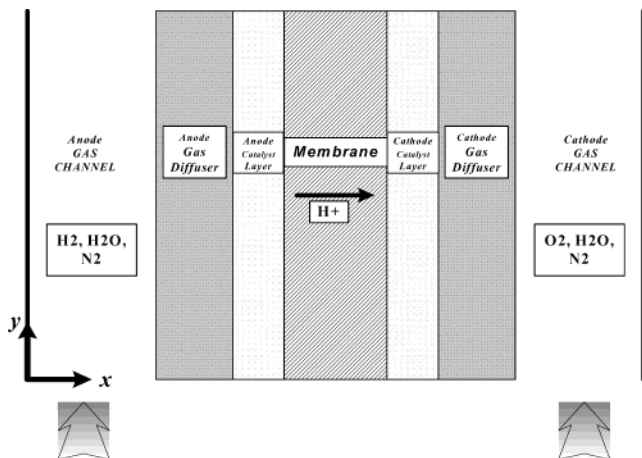 Anode
GAS
CHANNEL
Anode
Gas
Diffuser
Anode
Catalyst
Layer
Membrane
Cathode
Catalyst
Layer
Cathode
Gas
Diffuser
Cathode
GAS
CHANNEL
H+
H2, H2O,
N2
O2, H2O,
N2
y
x